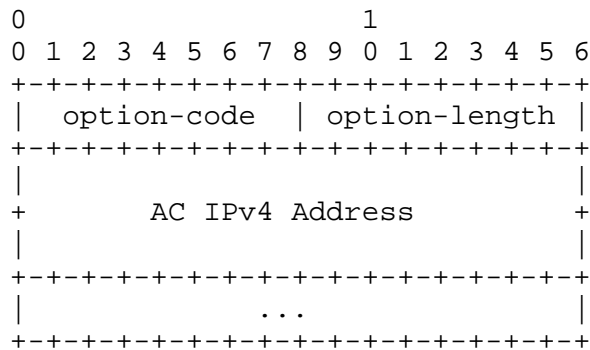 0                   1
0 1 2 3 4 5 6 7 8 9 0 1 2 3 4 5 6
+-+-+-+-+-+-+-+-+-+-+-+-+-+-+-+-+
|  option-code  | option-length |
+-+-+-+-+-+-+-+-+-+-+-+-+-+-+-+-+
|                               |
+       AC IPv4 Address         +
|                               |
+-+-+-+-+-+-+-+-+-+-+-+-+-+-+-+-+
|             ...               |
+-+-+-+-+-+-+-+-+-+-+-+-+-+-+-+-+